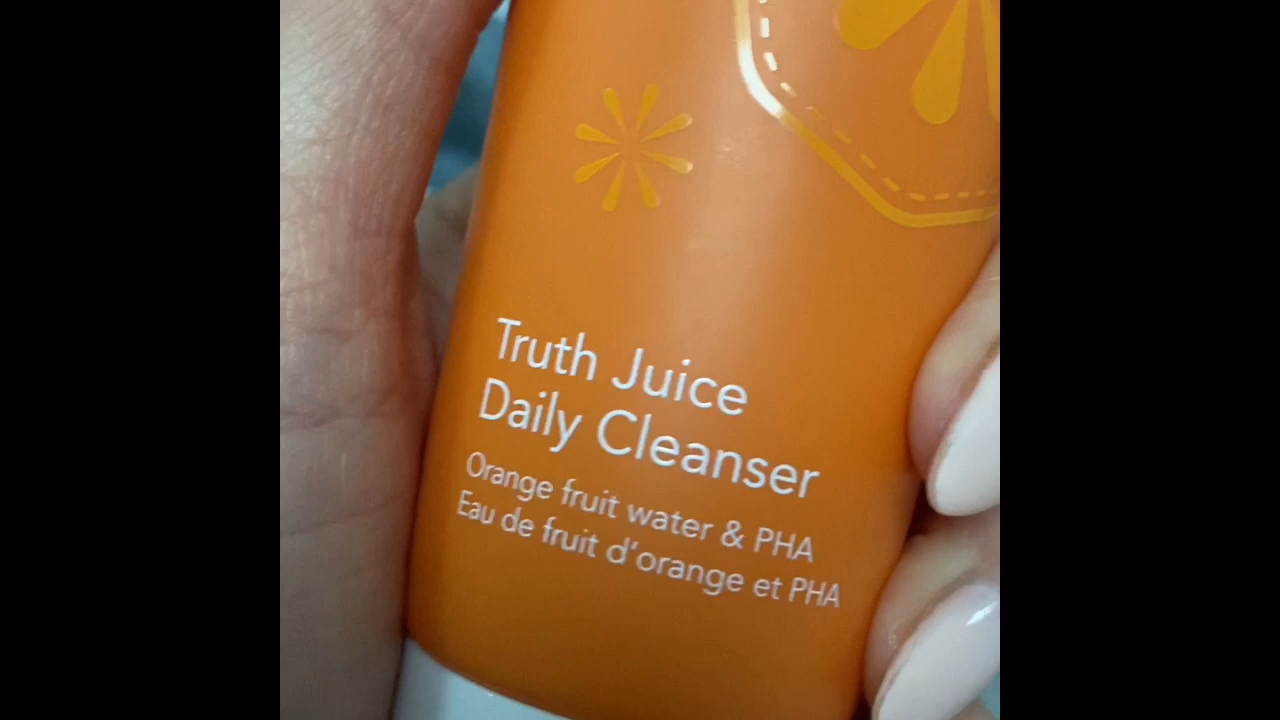 Truth Juice
Daily Cleanser
Orange fruit water & PHA
Eau de fruit d'orange et PHA